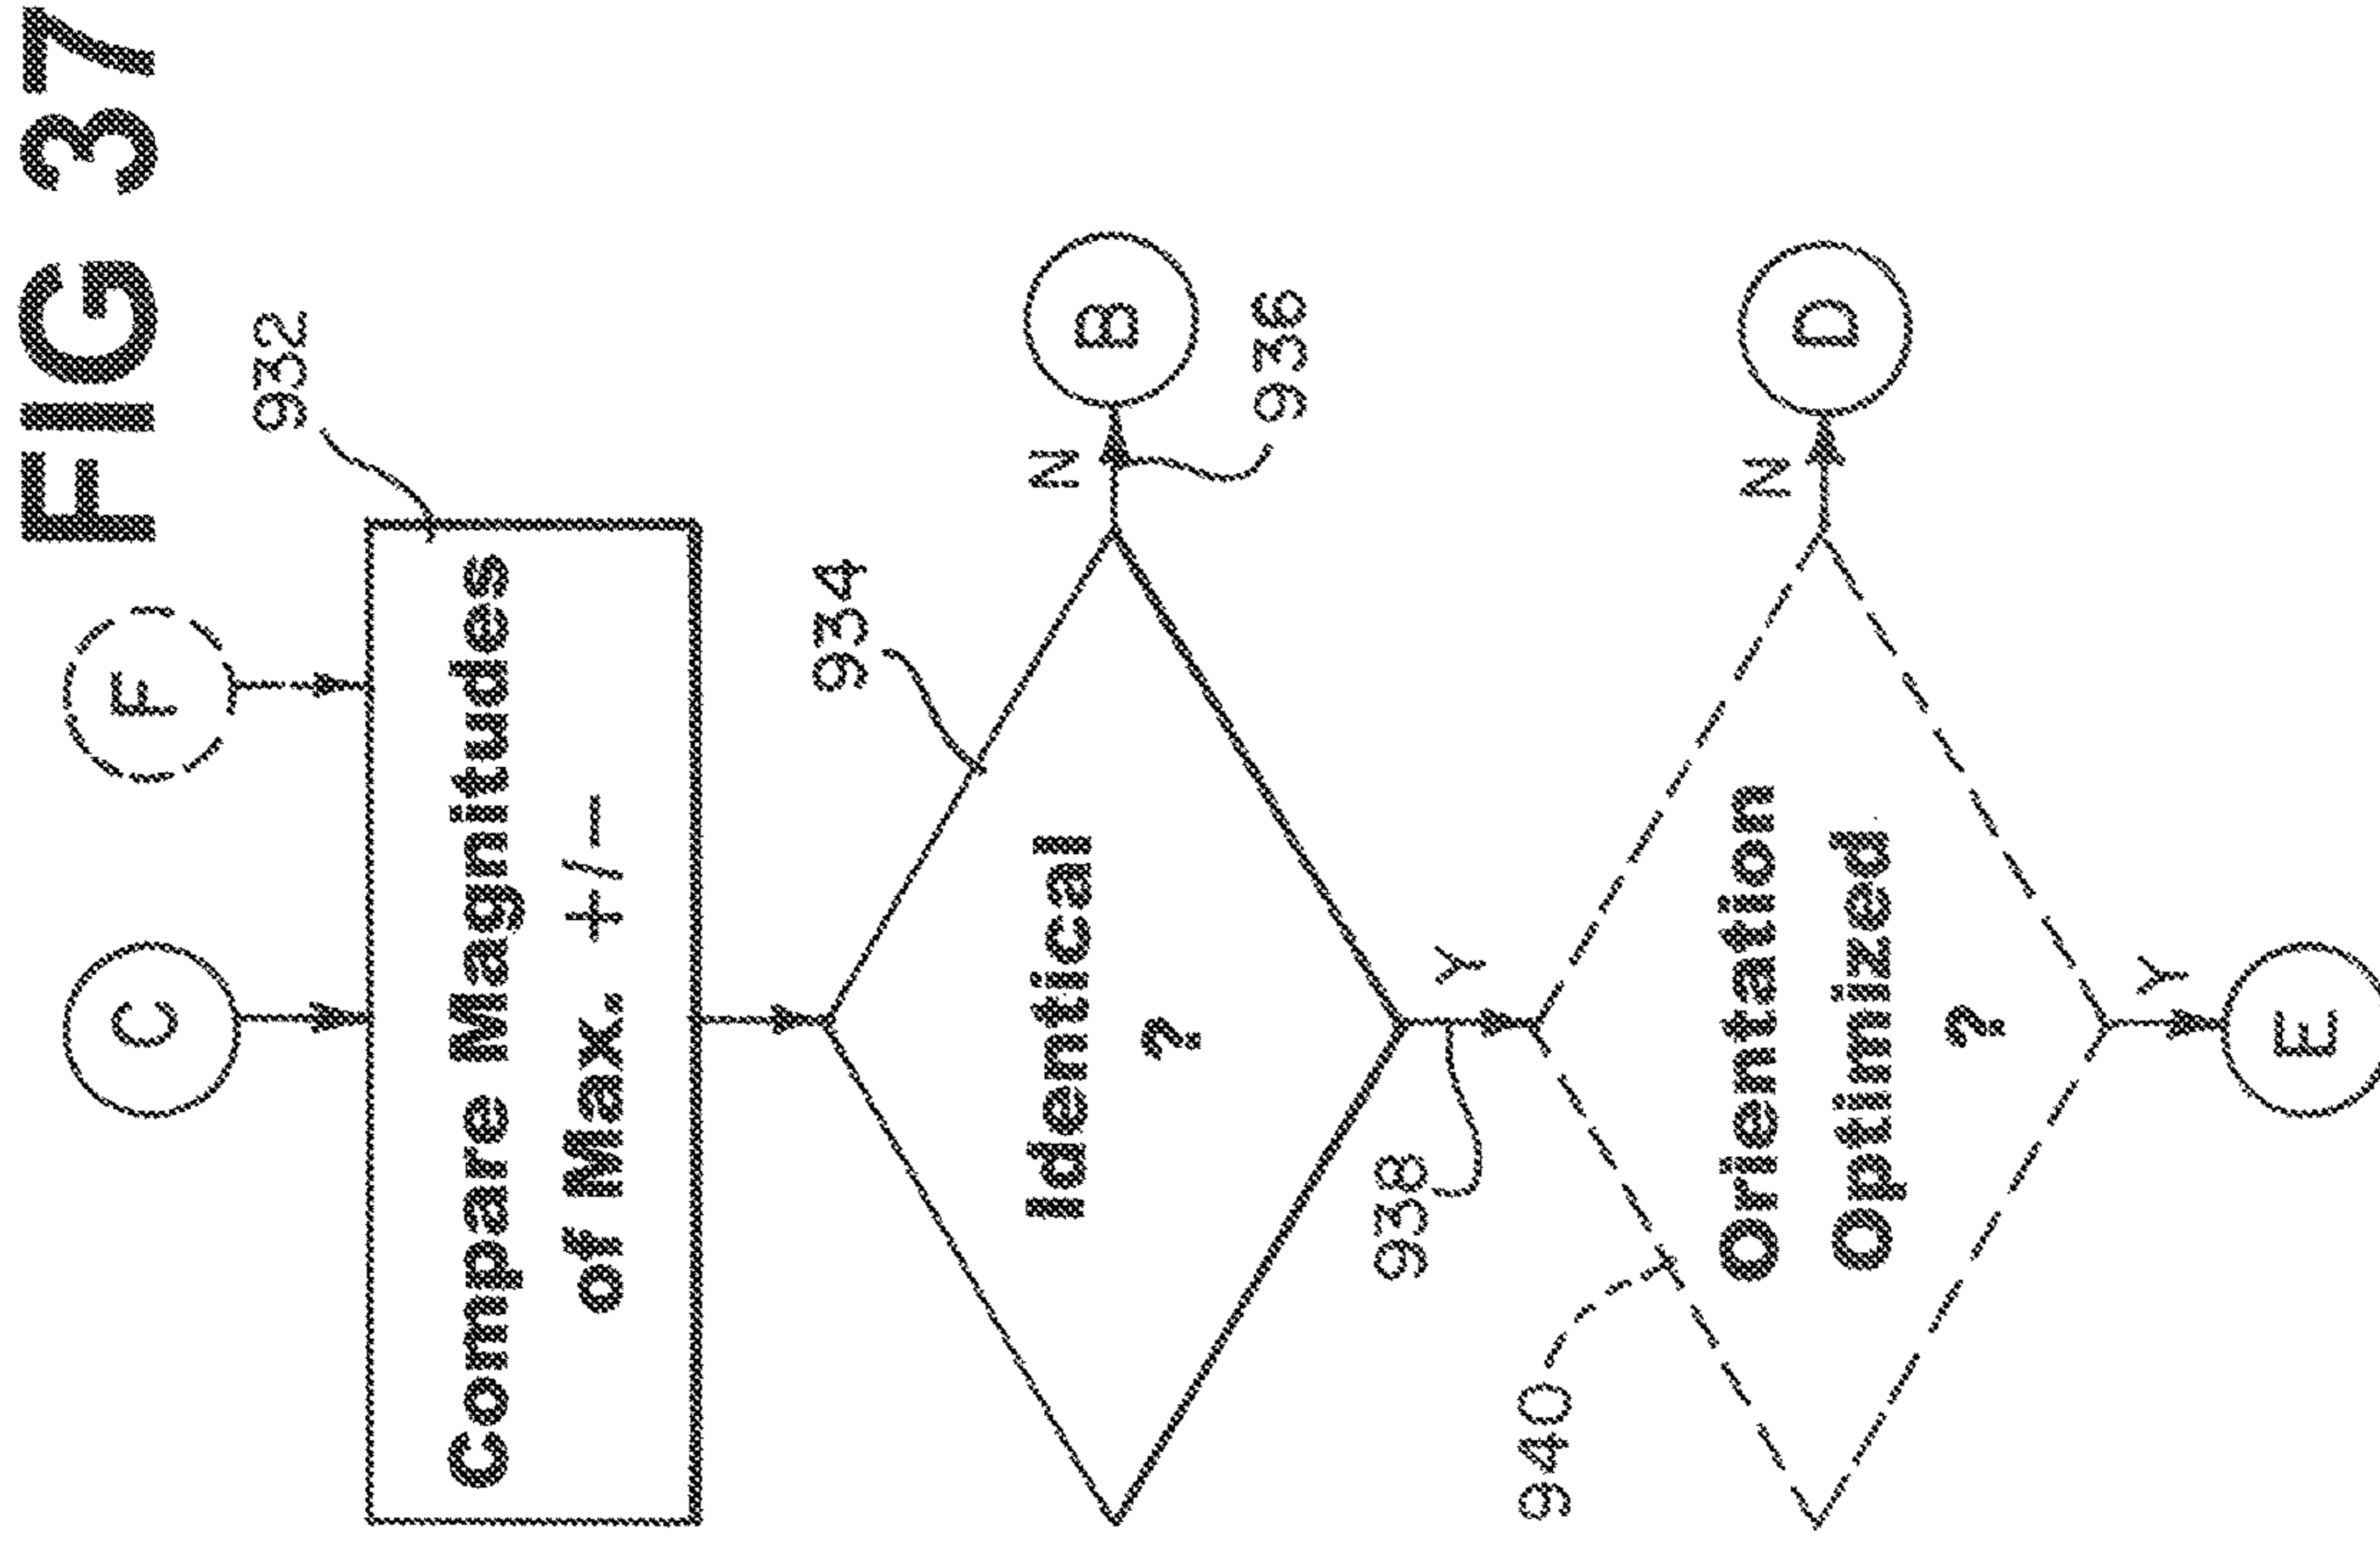 FIG 37
C
F
932
Compare Magnitudes
of Max. +/-
934
Identical
?
N
B
936
Y
938
940
Orientation
Optimized
?
N
D
Y
E